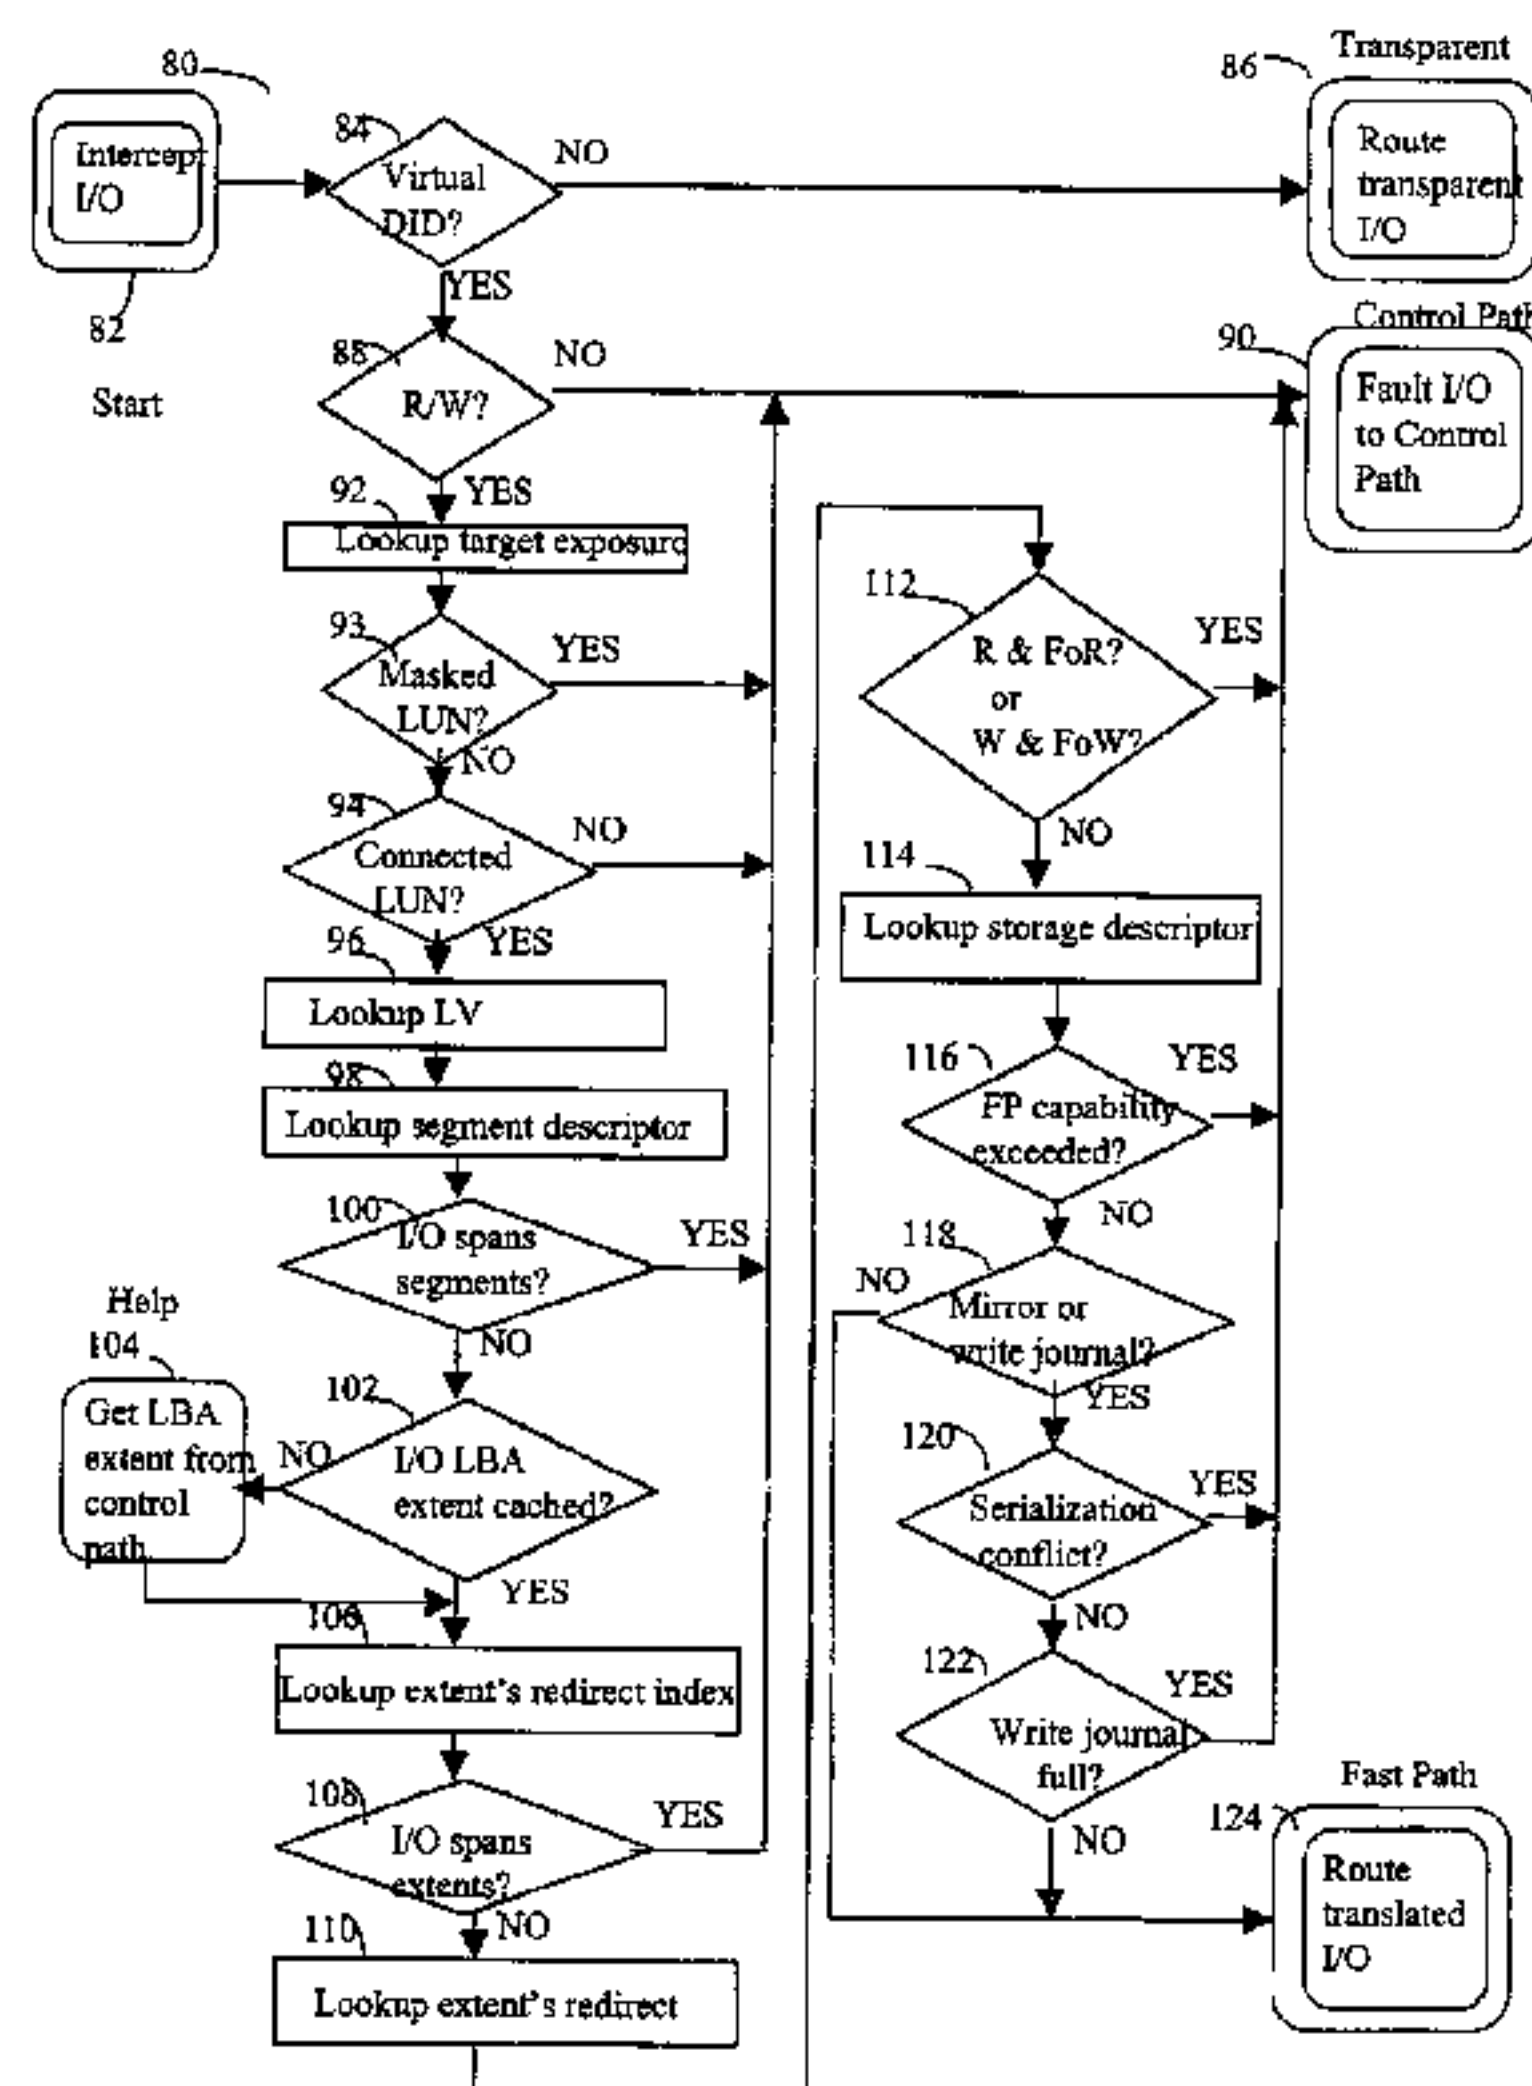 80
Intercept
I/O
82
Start
84
Virtual
DID?
NO
YES
86
Transparent
Route
transparent
I/O
88
R/W?
NO
YES
90
Control Path
Fault I/O
to Control
Path
92
Lookup target exposure
93
Masked
LUN?
YES
NO
94
Connected
LUN?
NO
YES
96
Lookup LV
98
Lookup segment descriptor
100
I/O spans
segments?
YES
NO
Help
104
Get LBA
extent from
control
path
102
I/O LBA
extent cached?
NO
YES
106
Lookup extent's redirect index
108
I/O spans
extents?
YES
NO
110
Lookup extent's redirect
112
R & FoR?
or
W & FoW?
YES
NO
114
Lookup storage descriptor
116
FP capability
exceeded?
YES
NO
118
Mirror or
write journal?
NO
YES
120
Serialization
conflict?
YES
NO
122
Write journal
full?
YES
NO
Fast Path
124
Route
translated
I/O